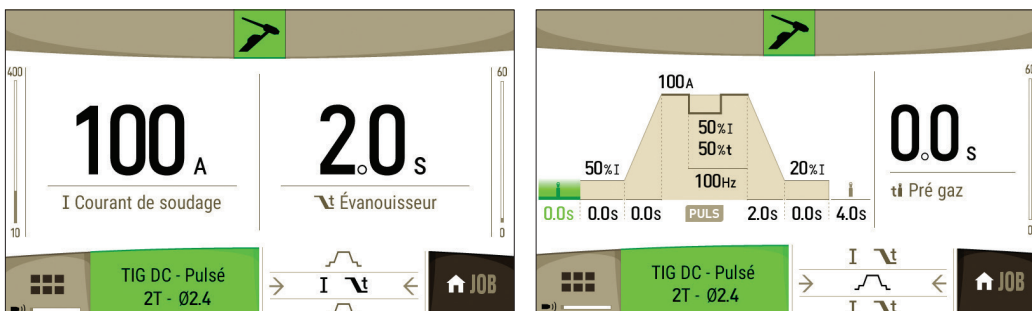 400
100 A
I Courant de soudage
10
60
2.0 s
t Évanouisseur
0
TIG DC - Pulsé
2T - Ø2.4
I t
JOB
100A
50%I
50%t
50%I
20%I
100Hz
0.0s 0.0s 0.0s PULS 2.0s 0.0s 4.0s
0.0 s
t Pré gaz
60
0
TIG DC - Pulsé
2T - Ø2.4
I t
I t
JOB